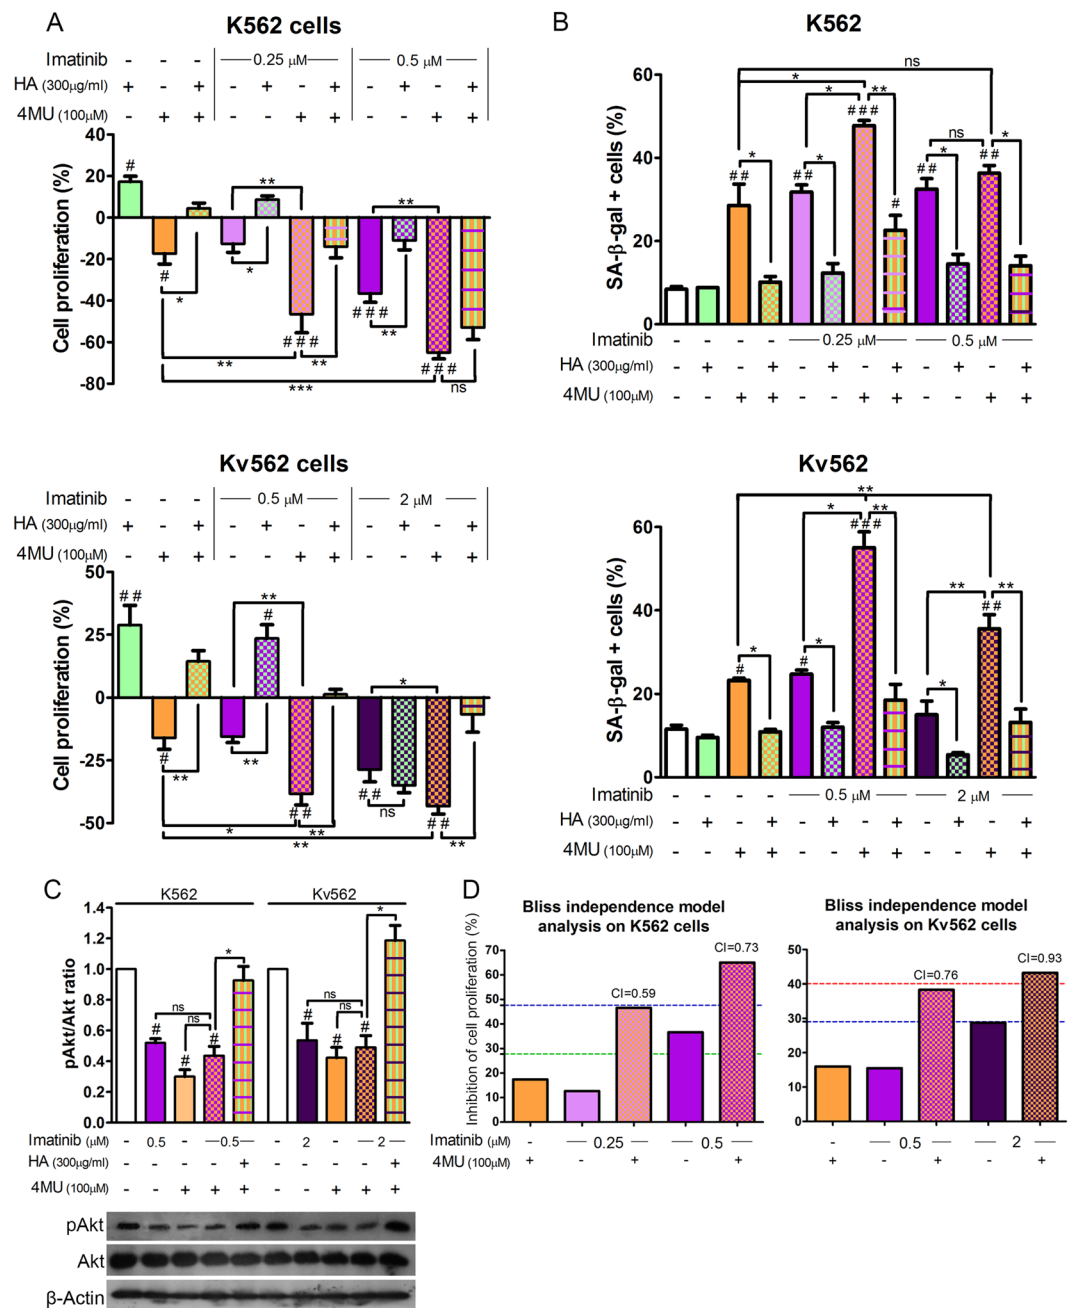 A
K562 cells
Imatinib - - - 0.25 μM 0.5 μM
HA (300μg/ml) + - + - + - + - + - +
4MU (100μM) - + + - - + + - - + +
Cell proliferation (%)
40
20
0
-20
-40
-60
-80
# # ### ### ###
** * * ** ** ** ** *** ns
B
K562
SA-β-gal + cells (%)
60
40
20
0
ns
* * **
## * ## * ### # ## * ns ## *
Imatinib - - - - 0.25 μM 0.5 μM
HA (300μg/ml) - + - + - + - + - + - +
4MU (100μM) - - + + - - + + - - + +
Kv562 cells
Imatinib - - - 0.5 μM 2 μM
HA (300μg/ml) + - + - + - + - + - +
4MU (100μM) - + + - - + + - - + +
Cell proliferation (%)
50
25
0
-25
-50
## # # ## ## ##
** * ** ** ns * ** ** **
Kv562
SA-β-gal + cells (%)
60
40
20
0
**
* ### **
# * # * * ** ## **
Imatinib - - - - 0.5 μM 2 μM
HA (300μg/ml) - + - + - + - + - + - +
4MU (100μM) - - + + - - + + - - + +
C
K562 Kv562
pAkt/Akt ratio
1.4
1.2
1.0
0.8
0.6
0.4
0.2
0.0
# # # ns ns * # # # ns ns *
Imatinib (μM) - 0.5 - 0.5 - 2 - 2
HA (300μg/ml) - - - - + - - - - +
4MU (100μM) - - + + + - - + + +
pAkt
Akt
β-Actin
D
Bliss independence model
analysis on K562 cells
Inhibition of cell proliferation (%)
70
60
50
40
30
20
10
0
CI=0.59
CI=0.73
Imatinib (μM) - 0.25 0.5
4MU (100μM) + - + - +
Bliss independence model
analysis on Kv562 cells
50
40
30
20
10
0
CI=0.76
CI=0.93
- 0.5 2
+ - + - +